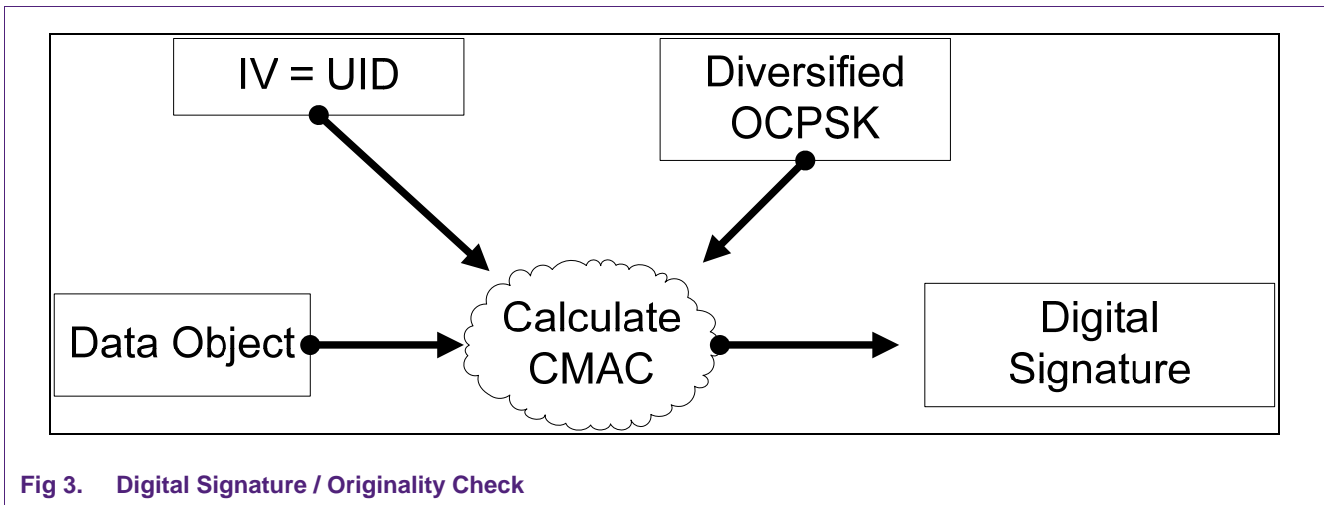 IV = UID
Diversified
OCPSK
Data Object
Calculate
CMAC
Digital
Signature
Fig 3. Digital Signature / Originality Check